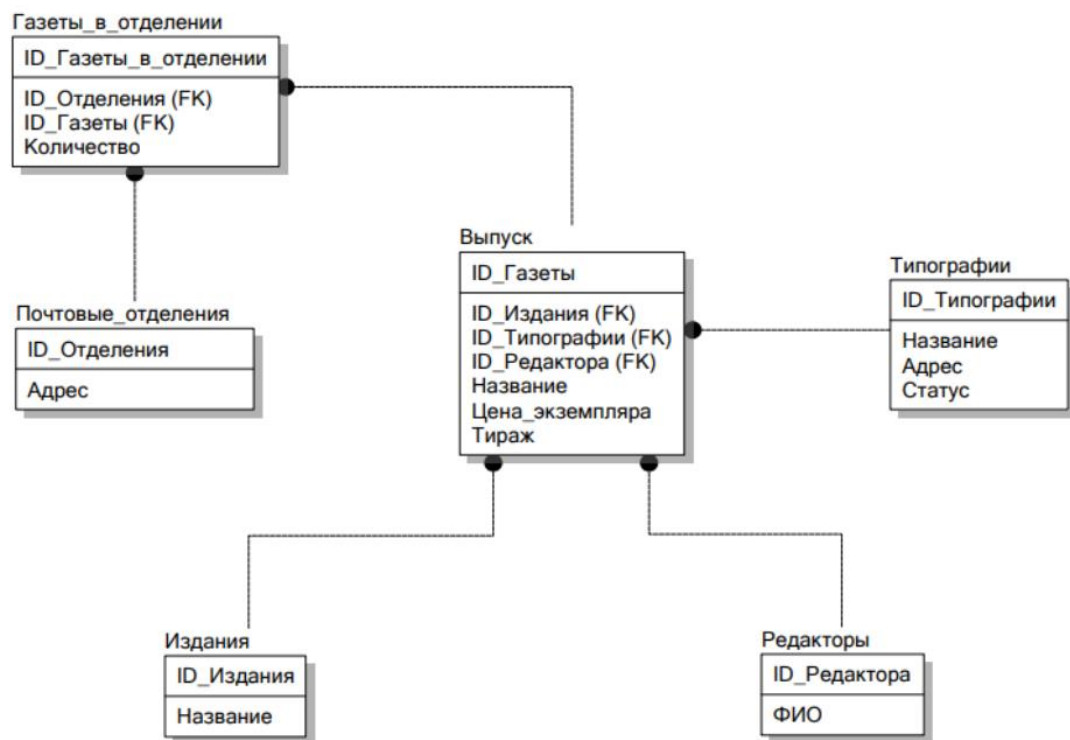 Газеты_в_отделении
ID_Газеты_в_отделении
ID_Отделения (FK)
ID_Газеты (FK)
Количество
Почтовые_отделения
ID_Отделения
Адрес
Выпуск
ID_Газеты
ID_Издания (FK)
ID_Типографии (FK)
ID_Редактора (FK)
Название
Цена_экземпляра
Тираж
Типографии
ID_Типографии
Название
Адрес
Статус
Издания
ID_Издания
Название
Редакторы
ID_Редактора
ФИО